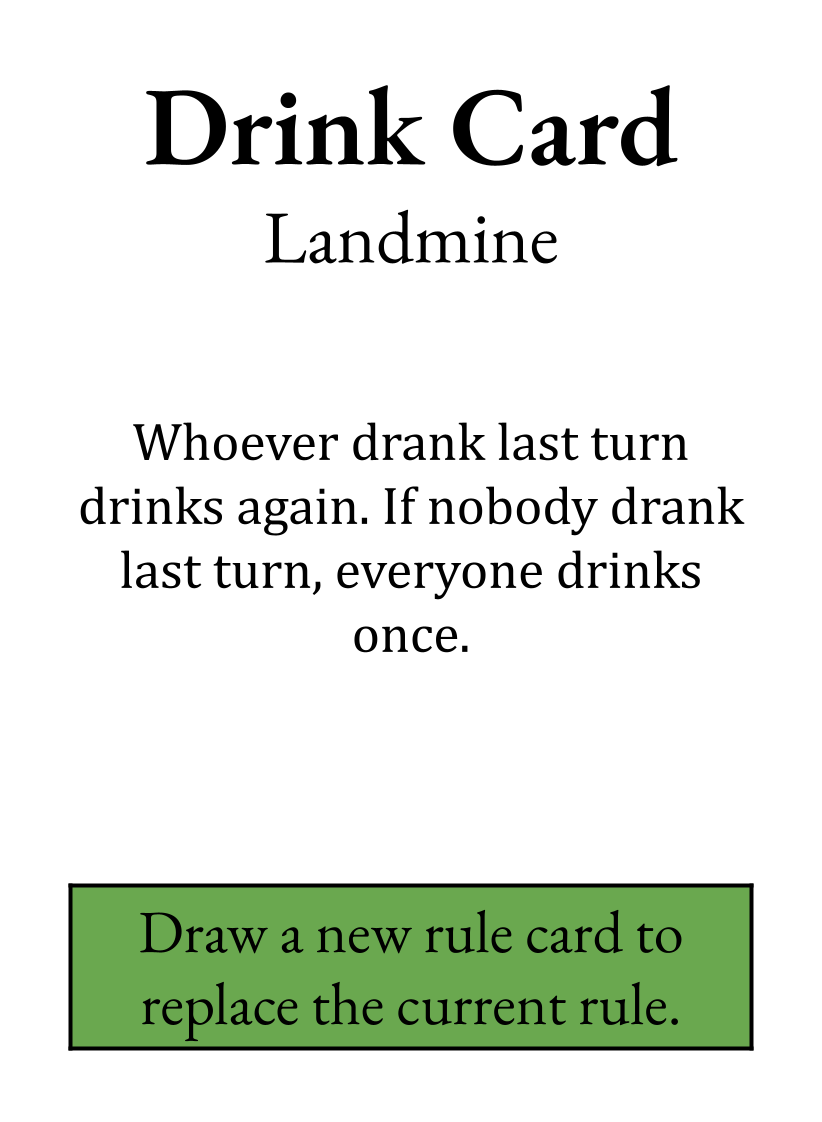 Drink Card
Landmine
Whoever drank last turn
drinks again. If nobody drank
last turn, everyone drinks
once.
Draw a new rule card to
replace the current rule.